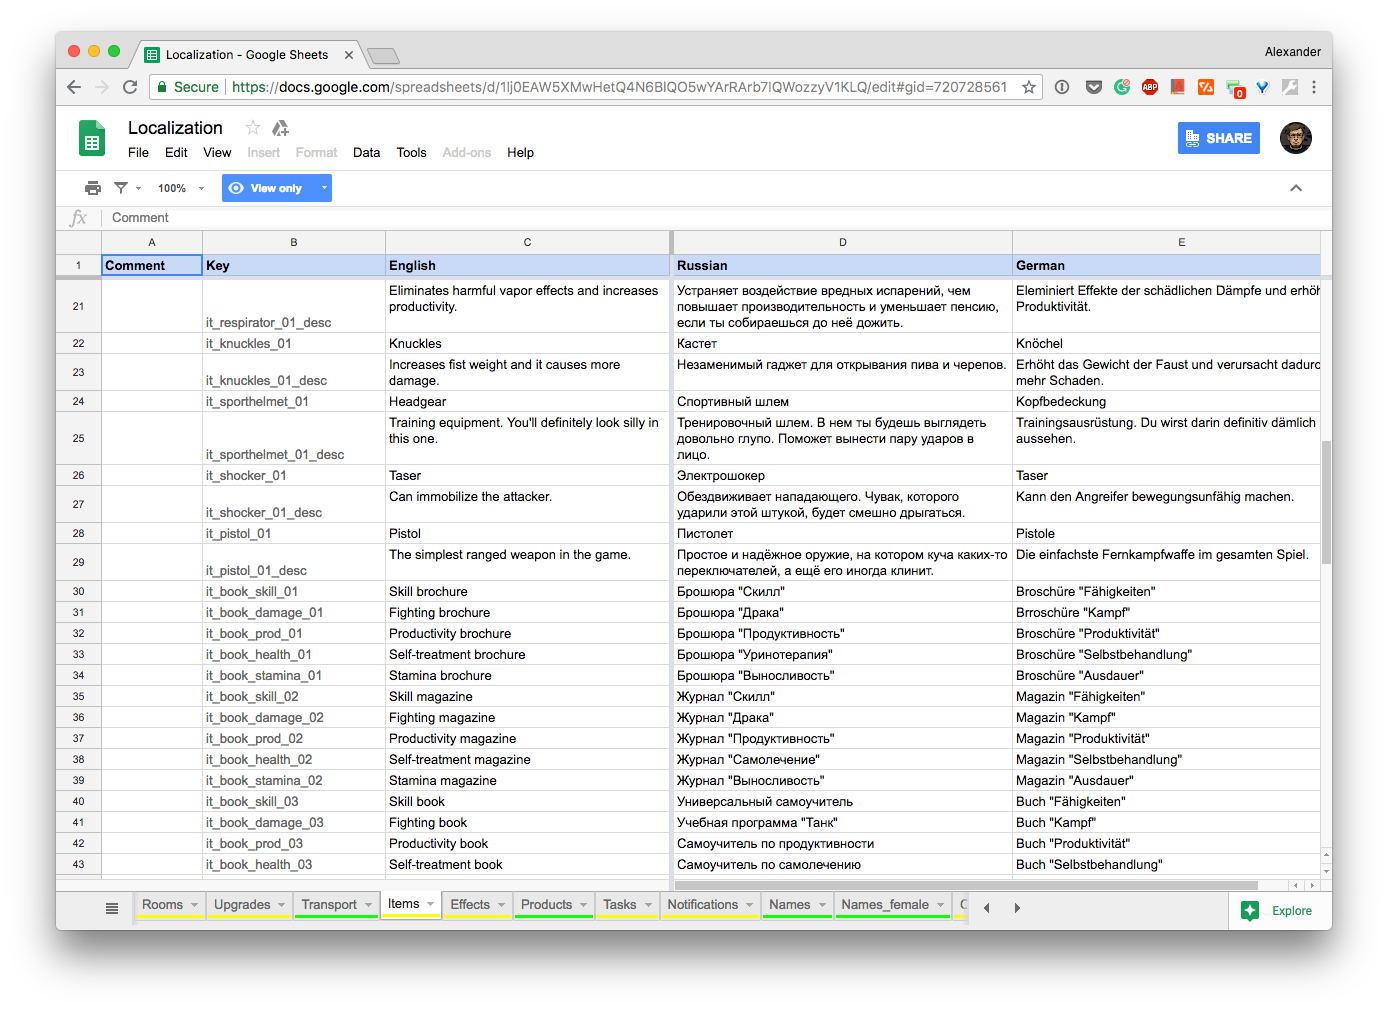 Localization - Google Sheets
Alexander
Secure https://docs.google.com/spreadsheets/d/1lj0EAW5XMwHetQ4N6BlQO5wYArRArb7lQWozzyV1KLQ/edit#gid=720728561
ABP
0
Localization
File Edit View Insert Format Data Tools Add-ons Help
SHARE
100% View only
fx Comment
A B C D E
1 Comment Key English Russian German
21 it_respirator_01_desc
Eliminates harmful vapor effects and increases
productivity.
Устраняет воздействие вредных испарений, чем
повышает производительность и уменьшает пенсию,
если ты собираешься до неё дожить.
Eleminiert Effekte der schädlichen Dämpfe und erhöh
Produktivität.
22 it_knuckles_01 Knuckles Кастет Knöchel
23 it_knuckles_01_desc
Increases fist weight and it causes more
damage.
Незаменимый гаджет для открывания пива и черепов.
Erhöht das Gewicht der Faust und verursacht dadurc
mehr Schaden.
24 it_sporthelmet_01 Headgear Спортивный шлем Kopfbedeckung
25 it_sporthelmet_01_desc
Training equipment. You'll definitely look silly in
this one.
Тренировочный шлем. В нем ты будешь выглядеть
довольно глупо. Поможет вынести пару ударов в
лицо.
Trainingsausrüstung. Du wirst darin definitiv dämlich
aussehen.
26 it_shocker_01 Taser Электрошокер Taser
27 it_shocker_01_desc
Can immobilize the attacker.
Обездвиживает нападающего. Чувак, которого
ударили этой штукой, будет смешно дрыгаться.
Kann den Angreifer bewegungsunfähig machen.
28 it_pistol_01 Pistol Пистолет Pistole
29 it_pistol_01_desc
The simplest ranged weapon in the game.
Простое и надёжное оружие, на котором куча каких-то
переключателей, а ещё его иногда клинит.
Die einfachste Fernkampfwaffe im gesamten Spiel.
30 it_book_skill_01 Skill brochure Брошюра "Скилл" Broschüre "Fähigkeiten"
31 it_book_damage_01 Fighting brochure Брошюра "Драка" Brroschüre "Kampf"
32 it_book_prod_01 Productivity brochure Брошюра "Продуктивность" Broschüre "Produktivität"
33 it_book_health_01 Self-treatment brochure Брошюра "Уринотерапия" Broschüre "Selbstbehandlung"
34 it_book_stamina_01 Stamina brochure Брошюра "Выносливость" Broschüre "Ausdauer"
35 it_book_skill_02 Skill magazine Журнал "Скилл" Magazin "Fähigkeiten"
36 it_book_damage_02 Fighting magazine Журнал "Драка" Magazin "Kampf"
37 it_book_prod_02 Productivity magazine Журнал "Продуктивность" Magazin "Produktivität"
38 it_book_health_02 Self-treatment magazine Журнал "Самолечение" Magazin "Selbstbehandlung"
39 it_book_stamina_02 Stamina magazine Журнал "Выносливость" Magazin "Ausdauer"
40 it_book_skill_03 Skill book Универсальный самоучитель Buch "Fähigkeiten"
41 it_book_damage_03 Fighting book Учебная программа "Танк" Buch "Kampf"
42 it_book_prod_03 Productivity book Самоучитель по продуктивности Buch "Produktivität"
43 it_book_health_03 Self-treatment book Самоучитель по самолечению Buch "Selbstbehandlung"
Rooms Upgrades Transport Items Effects Products Tasks Notifications Names Names_female
Explore